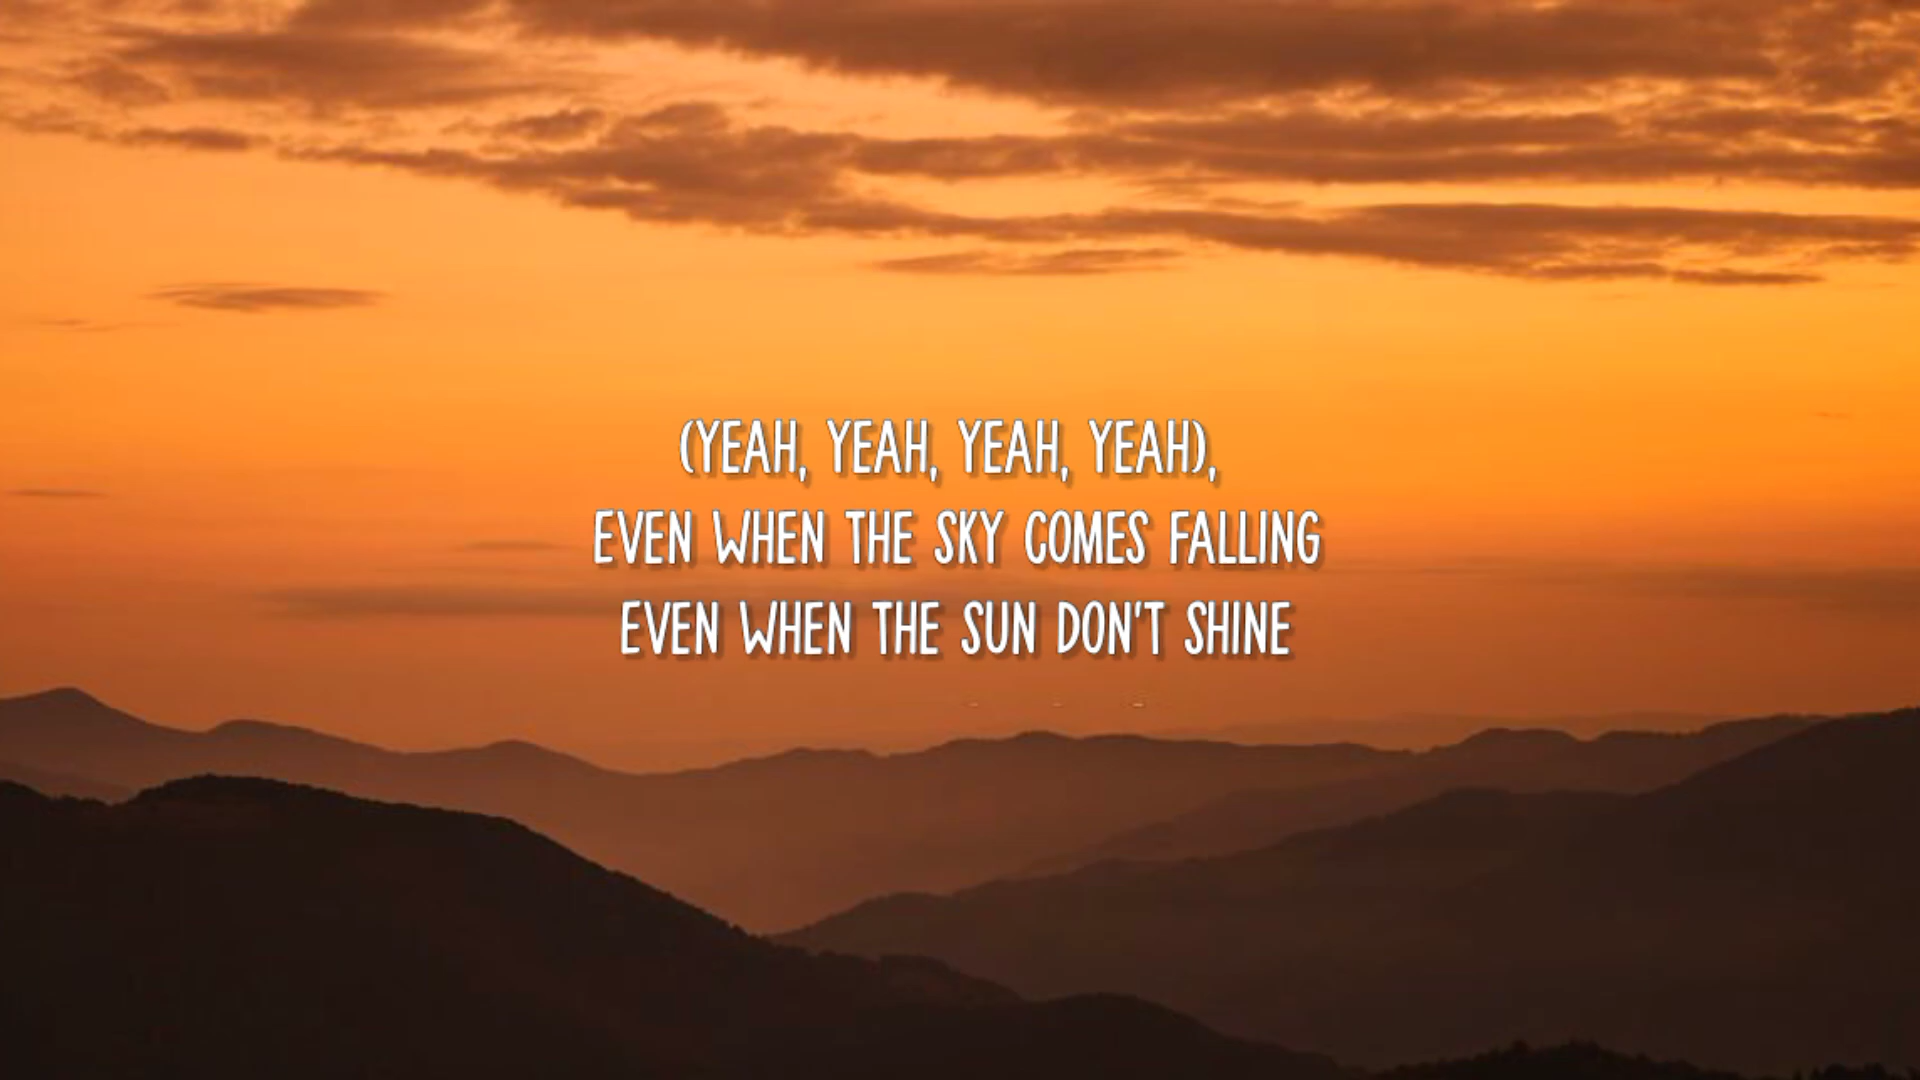 (YEAH, YEAH, YEAH, YEAH),
EVEN WHEN THE SKY COMES FALLING
EVEN WHEN THE SUN DON'T SHINE